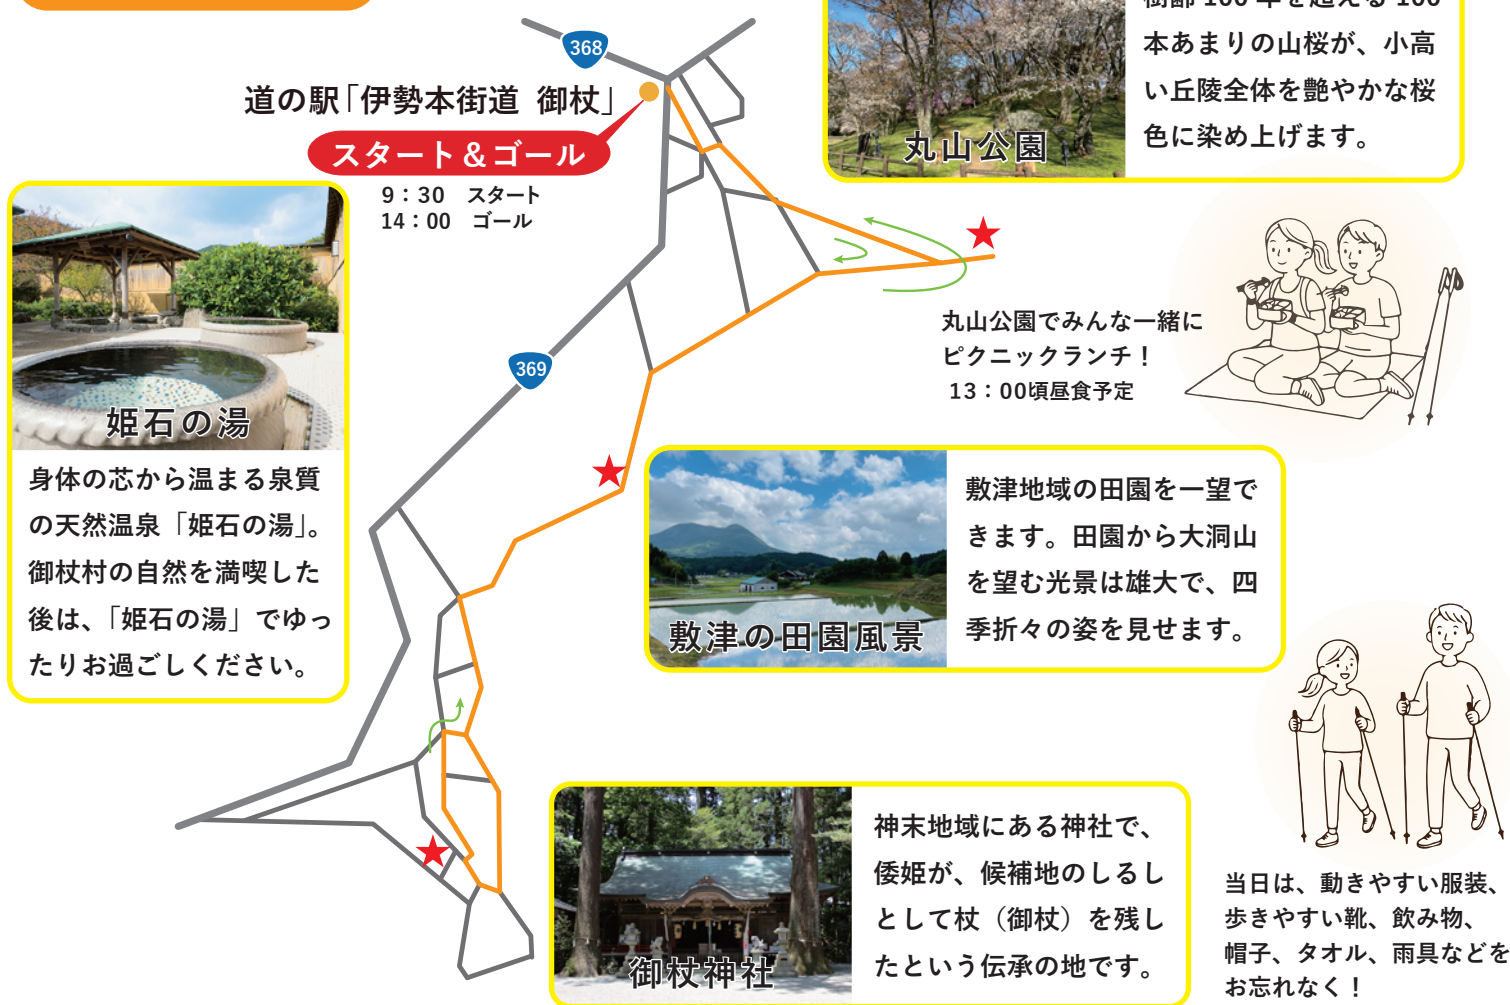 樹齢 100 年を超える 100
本あまりの山桜が、小高
い丘陵全体を艶やかな桜
色に染め上げます。
丸山公園
368
道の駅「伊勢本街道 御杖」
スタート＆ゴール
9：30 スタート
14：00 ゴール
姫石の湯
身体の芯から温まる泉質
の天然温泉「姫石の湯」。
御杖村の自然を満喫した
後は、「姫石の湯」でゆっ
たりお過ごしください。
369
丸山公園でみんな一緒に
ピクニックランチ！
13：00頃昼食予定
敷津の田園風景
敷津地域の田園を一望で
きます。田園から大洞山
を望む光景は雄大で、四
季折々の姿を見せます。
御杖神社
神末地域にある神社で、
倭姫が、候補地のしるし
として杖（御杖）を残し
たという伝承の地です。
当日は、動きやすい服装、
歩きやすい靴、飲み物、
帽子、タオル、雨具などを
お忘れなく！